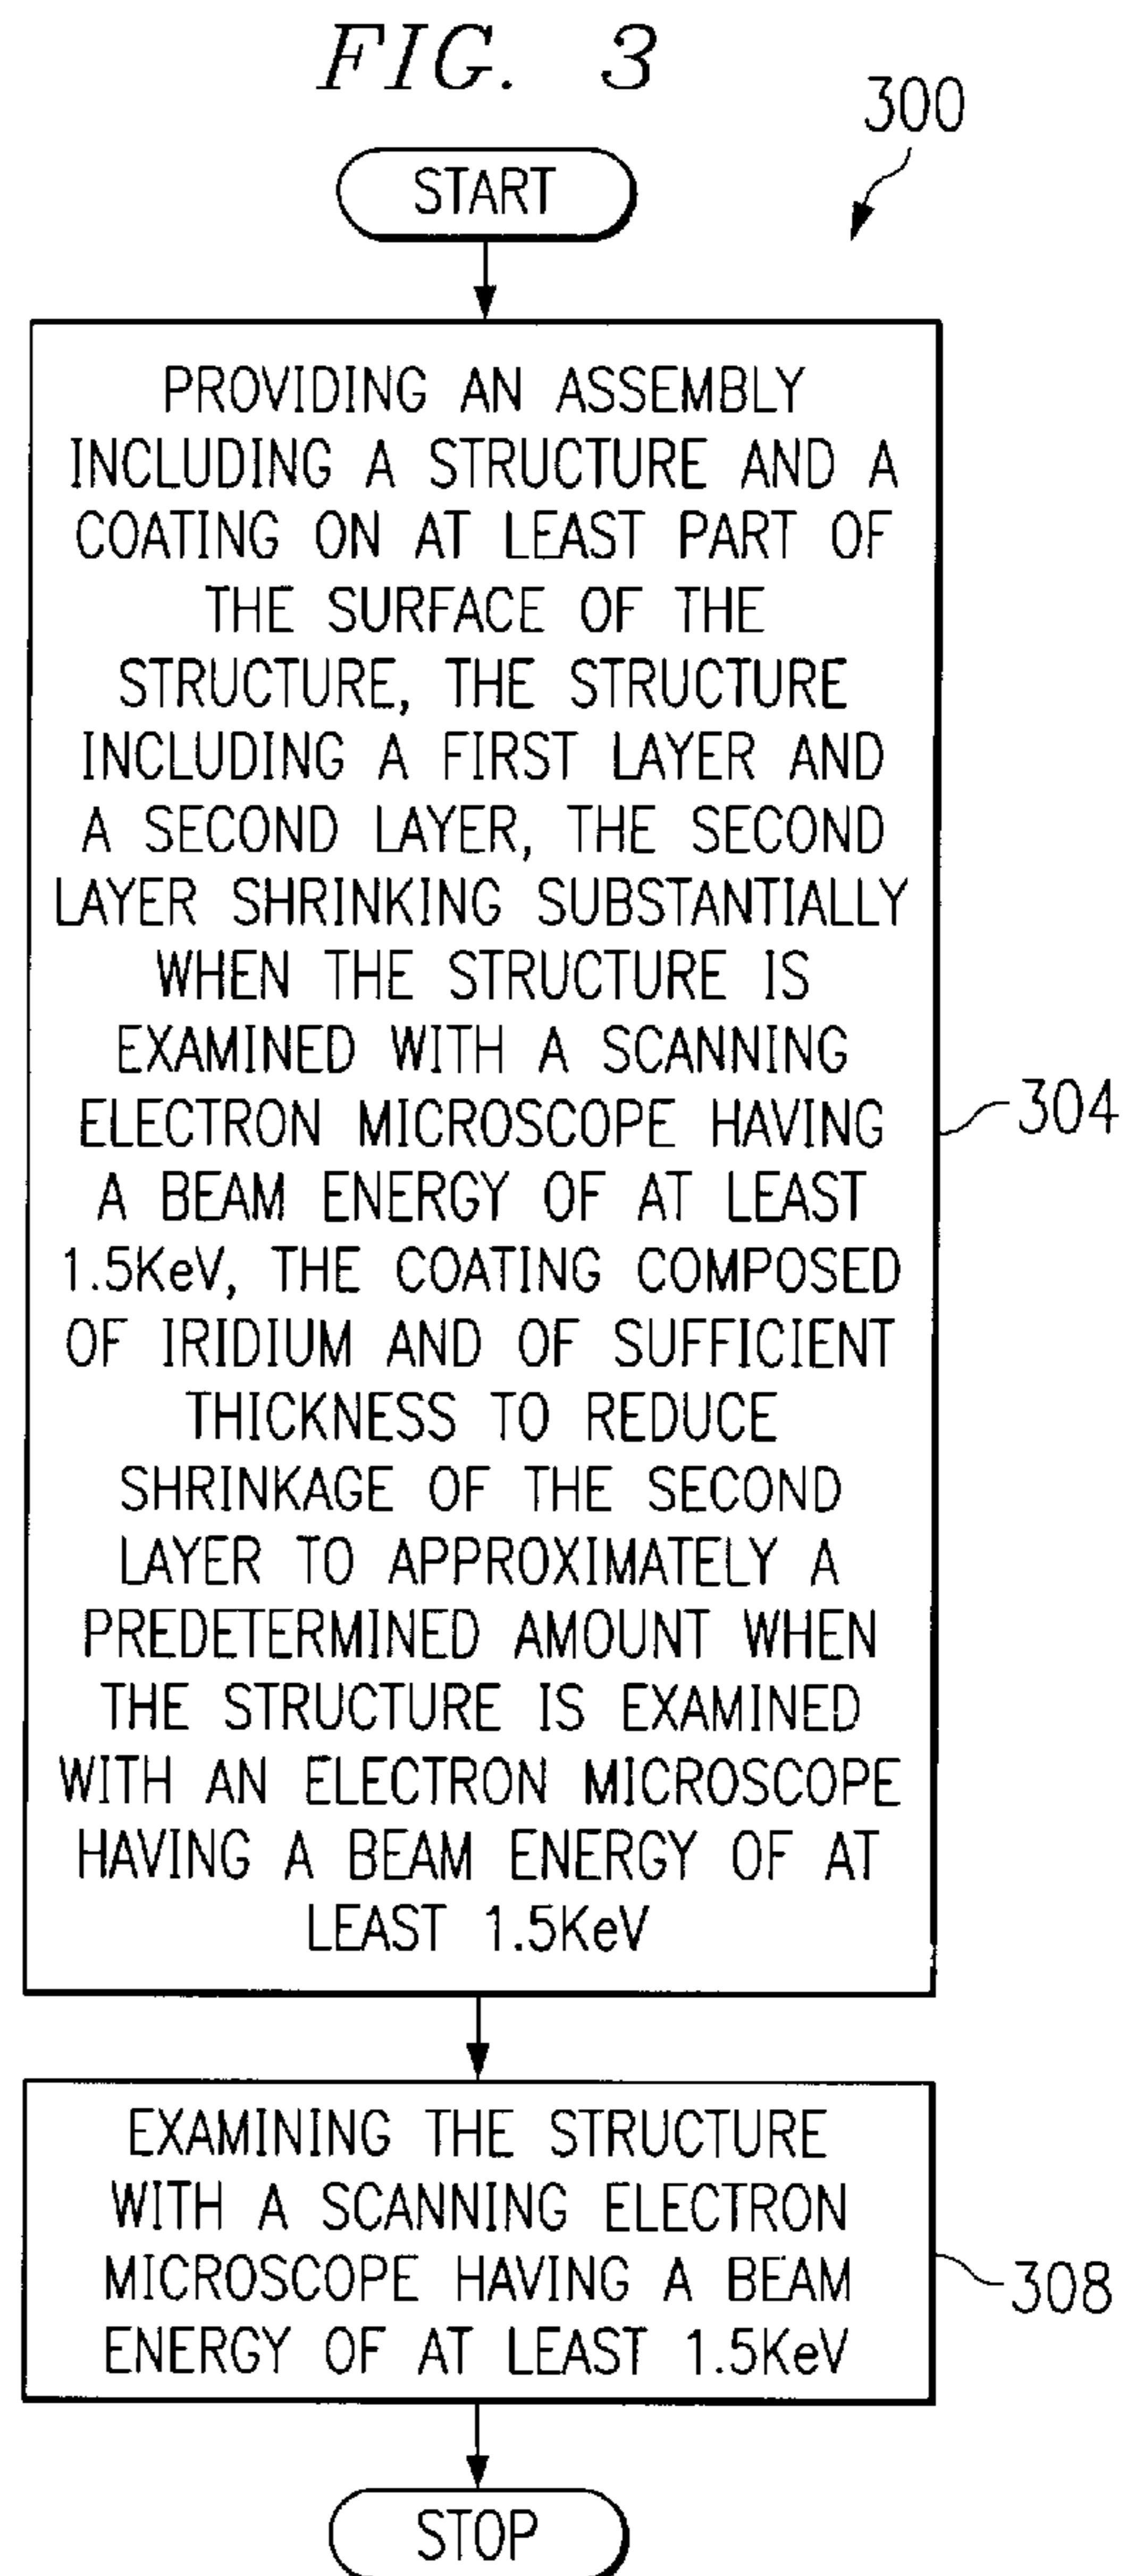 FIG. 3
300
START
PROVIDING AN ASSEMBLY
INCLUDING A STRUCTURE AND A
COATING ON AT LEAST PART OF
THE SURFACE OF THE
STRUCTURE, THE STRUCTURE
INCLUDING A FIRST LAYER AND
A SECOND LAYER, THE SECOND
LAYER SHRINKING SUBSTANTIALLY
WHEN THE STRUCTURE IS
EXAMINED WITH A SCANNING
ELECTRON MICROSCOPE HAVING
A BEAM ENERGY OF AT LEAST
1.5KeV, THE COATING COMPOSED
OF IRIDIUM AND OF SUFFICIENT
THICKNESS TO REDUCE
SHRINKAGE OF THE SECOND
LAYER TO APPROXIMATELY A
PREDETERMINED AMOUNT WHEN
THE STRUCTURE IS EXAMINED
WITH AN ELECTRON MICROSCOPE
HAVING A BEAM ENERGY OF AT
LEAST 1.5KeV
304
EXAMINING THE STRUCTURE
WITH A SCANNING ELECTRON
MICROSCOPE HAVING A BEAM
ENERGY OF AT LEAST 1.5KeV
308
STOP